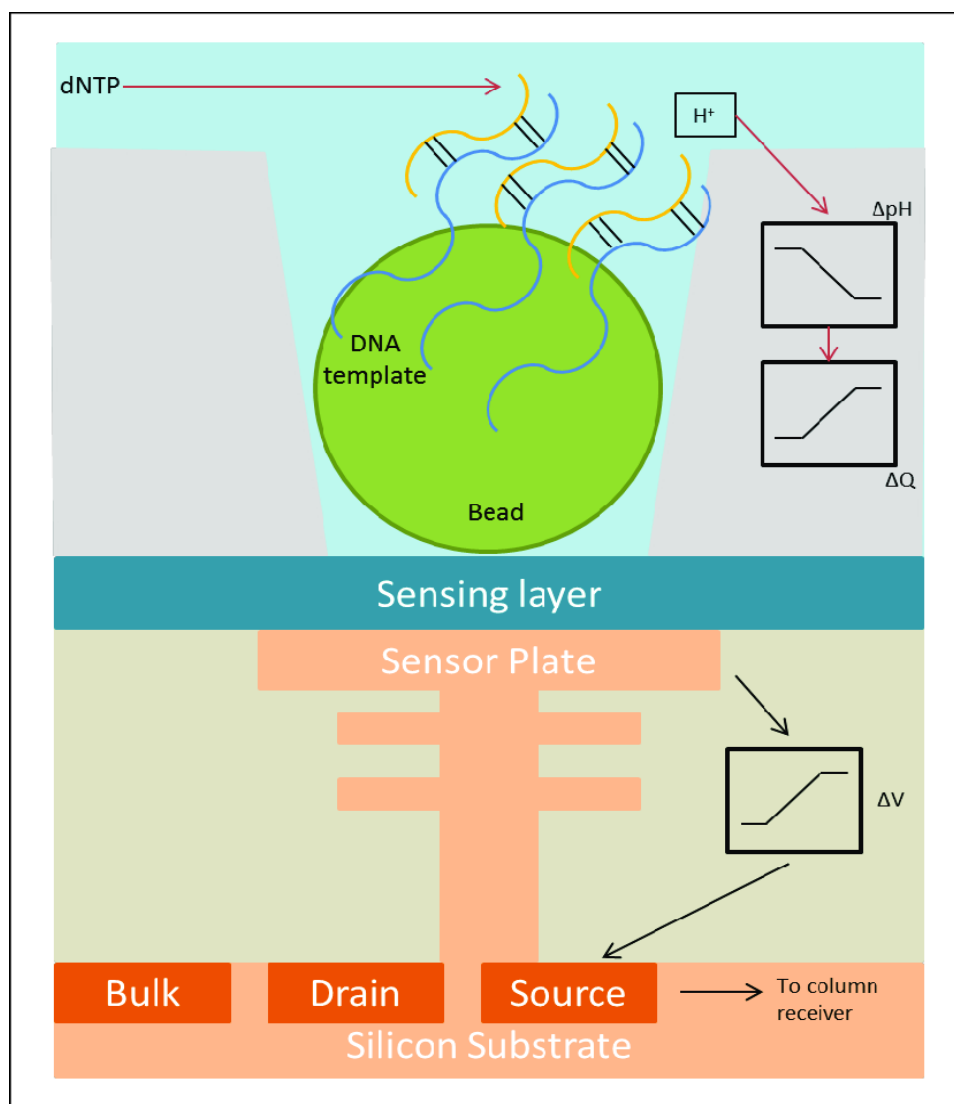 dNTP
H⁺
ΔpH
DNA
template
ΔQ
Bead
Sensing layer
Sensor Plate
ΔV
Bulk
Drain
Source
To column
receiver
Silicon Substrate